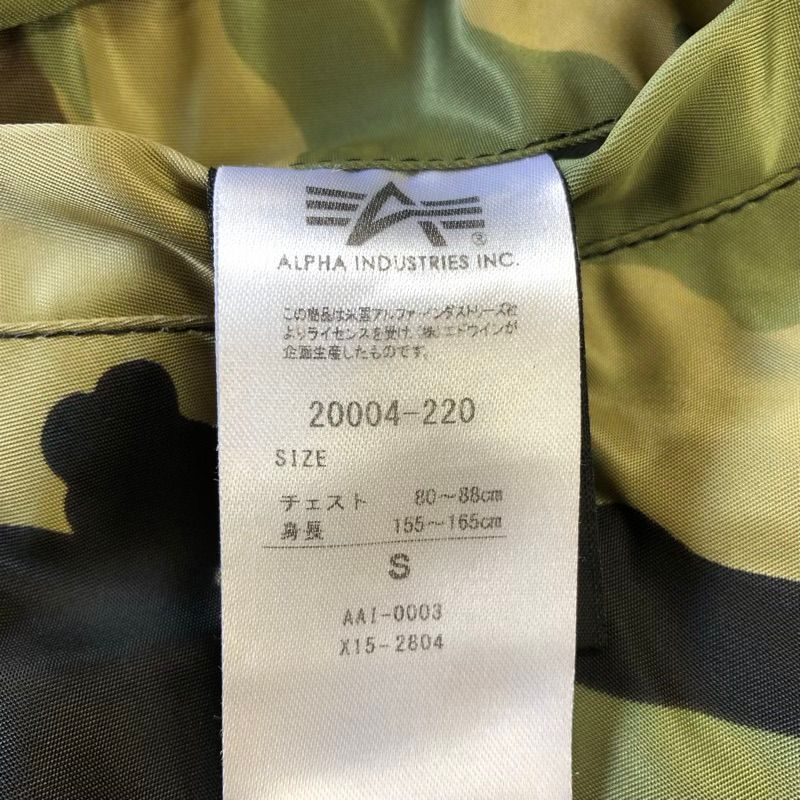 ®
ALPHA INDUSTRIES INC.
この商品は米国アルファ・インダストリーズ社
よりライセンスを受け、(株)エドウインが
企画生産したものです。
20004-220
SIZE
チェスト 80～88cm
身長 155～165cm
S
AAI-0003
X15-2804